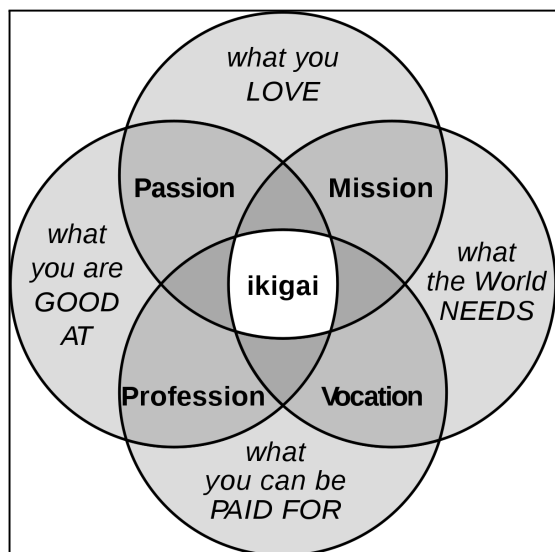 what you
LOVE
Passion
Mission
what
you are
GOOD
AT
ikigai
what
the World
NEEDS
Profession
Vocation
what
you can be
PAID FOR